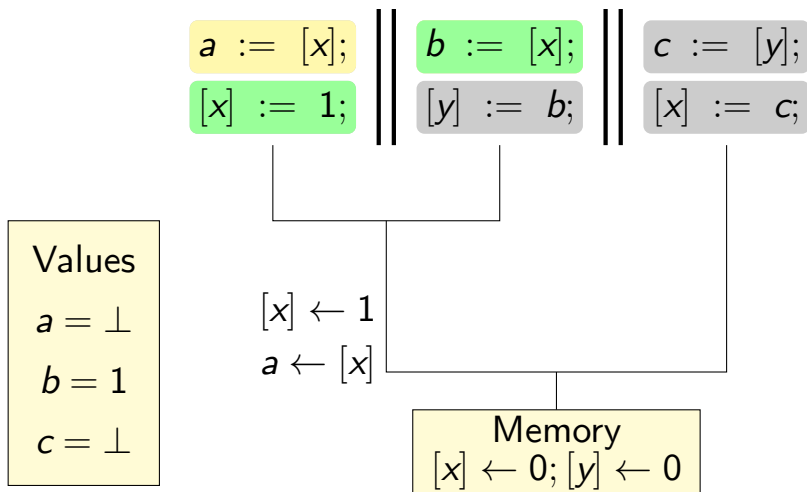 a := [x]; b := [x]; c := [y];
[x] := 1; [y] := b; [x] := c;
Values
a = ⊥
b = 1
c = ⊥
[x] ← 1
a ← [x]
Memory
[x] ← 0; [y] ← 0